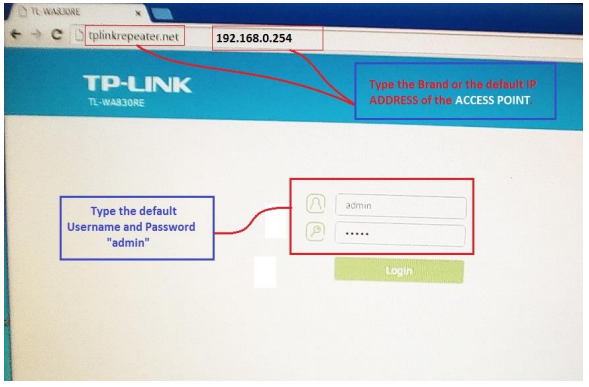 TL-WA830RE
tplinkrepeater.net
192.168.0.254
TP-LINK
TL-WA830RE
Type the Brand or the default IP
ADDRESS of the ACCESS POINT
Type the default
Username and Password
"admin"
admin
•••••
Login